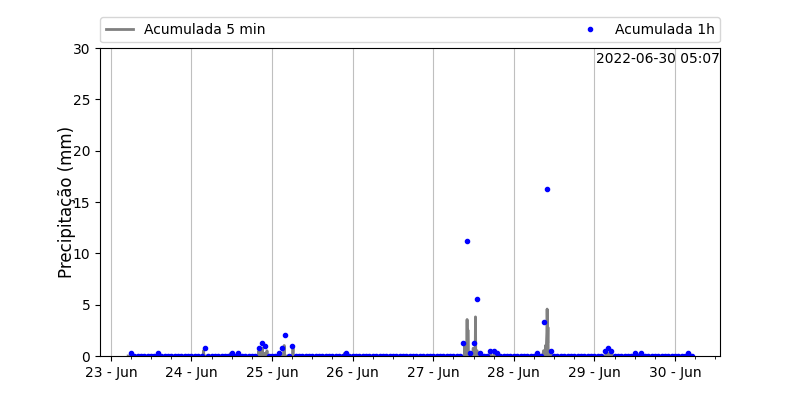 Acumulada 5 min
Acumulada 1h
2022-06-30 05:07
Precipitação (mm)
30
25
20
15
10
5
0
23 - Jun
24 - Jun
25 - Jun
26 - Jun
27 - Jun
28 - Jun
29 - Jun
30 - Jun